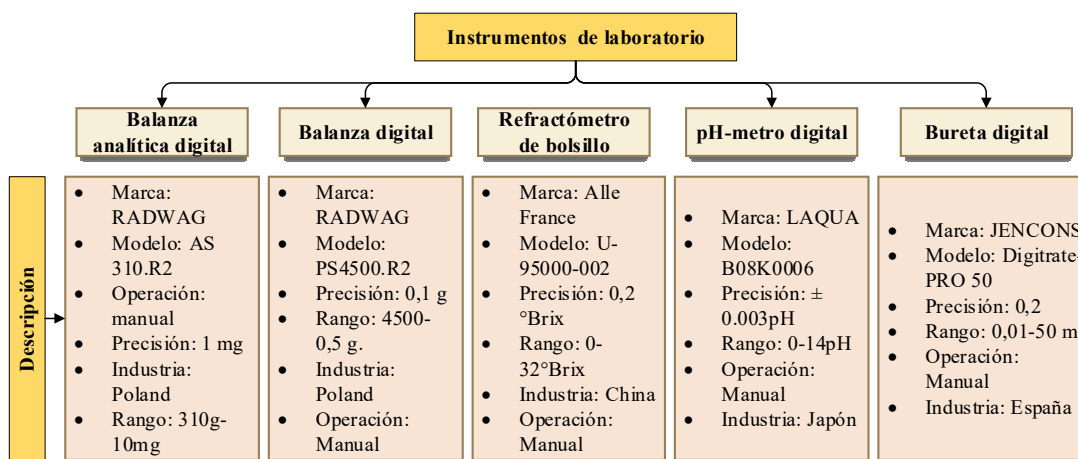 Instrumentos de laboratorio
Balanza
analítica digital
Balanza digital
Refractómetro
de bolsillo
pH-metro digital
Bureta digital
Descripción
• Marca:
RADWAG
• Modelo: AS
310.R2
• Operación:
manual
• Precisión: 1 mg
• Industria:
Poland
• Rango: 310g-
10mg
• Marca:
RADWAG
• Modelo:
PS4500.R2
• Precisión: 0,1 g
• Rango: 4500-
0,5 g.
• Industria:
Poland
• Operación:
Manual
• Marca: Alle
France
• Modelo: U-
95000-002
• Precisión: 0,2
°Brix
• Rango: 0-
32°Brix
• Industria: China
• Operación:
Manual
• Marca: LAQUA
• Modelo:
B08K0006
• Precisión: ±
0.003pH
• Rango: 0-14pH
• Operación:
Manual
• Industria: Japón
• Marca: JENCONS
• Modelo: Digitrate-
PRO 50
• Precisión: 0,2
• Rango: 0,01-50 m
• Operación:
Manual
• Industria: España